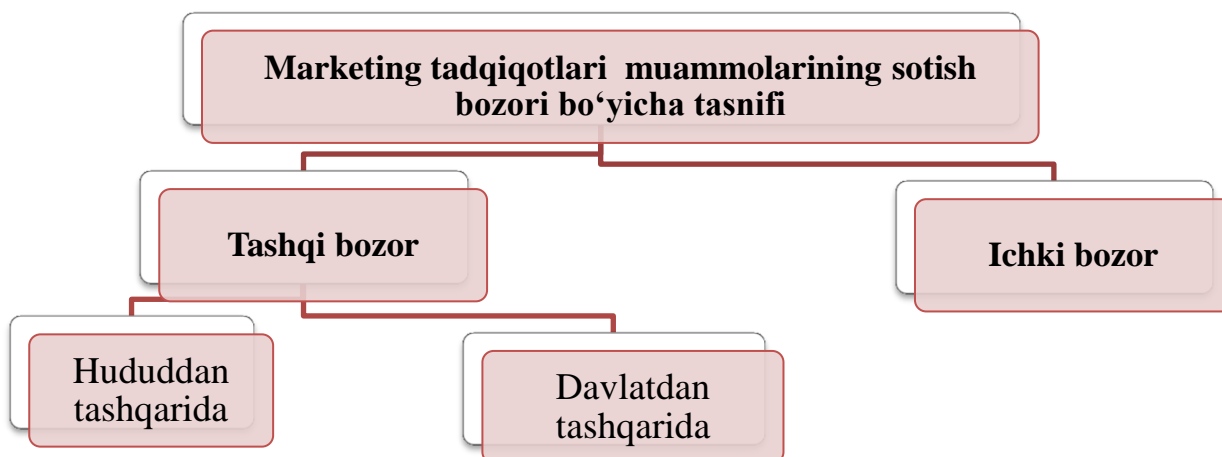 Marketing tadqiqotlari muammolarining sotish
bozori bo‘yicha tasnifi
Tashqi bozor
Ichki bozor
Hududdan
tashqarida
Davlatdan
tashqarida